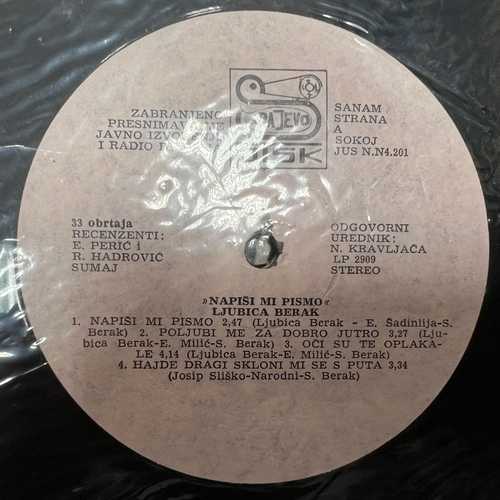 ZABRANJENO
PRESNIMAVANJE
JAVNO
I RADIO
SARAJEVO
DISK
SANAM
STRANA
A
SOKOJ
JUS N.N4.201
33 obrtaja
RECENZENTI:
E. PERIĆ i
R. HADROVIĆ
SUMAJ
ODGOVORNI
UREDNIK:
N. KRAVLJAČA
LP 2909
STEREO
»NAPIŠI MI PISMO«
LJUBICA BERAK
1. NAPIŠI MI PISMO 2,47 (Ljubica Berak - E. Šadinlija-S.
Berak) 2. POLJUBI ME ZA DOBRO JUTRO 3,27 (Lju-
bica Berak-E. Milić-S. Berak) 3. OČI SU TE OPLAKA-
LE 4,14 (Ljubica Berak-E. Milić-S. Berak)
4. HAJDE DRAGI SKLONI MI SE S PUTA 3,34
(Josip Sliško-Narodni-S. Berak)